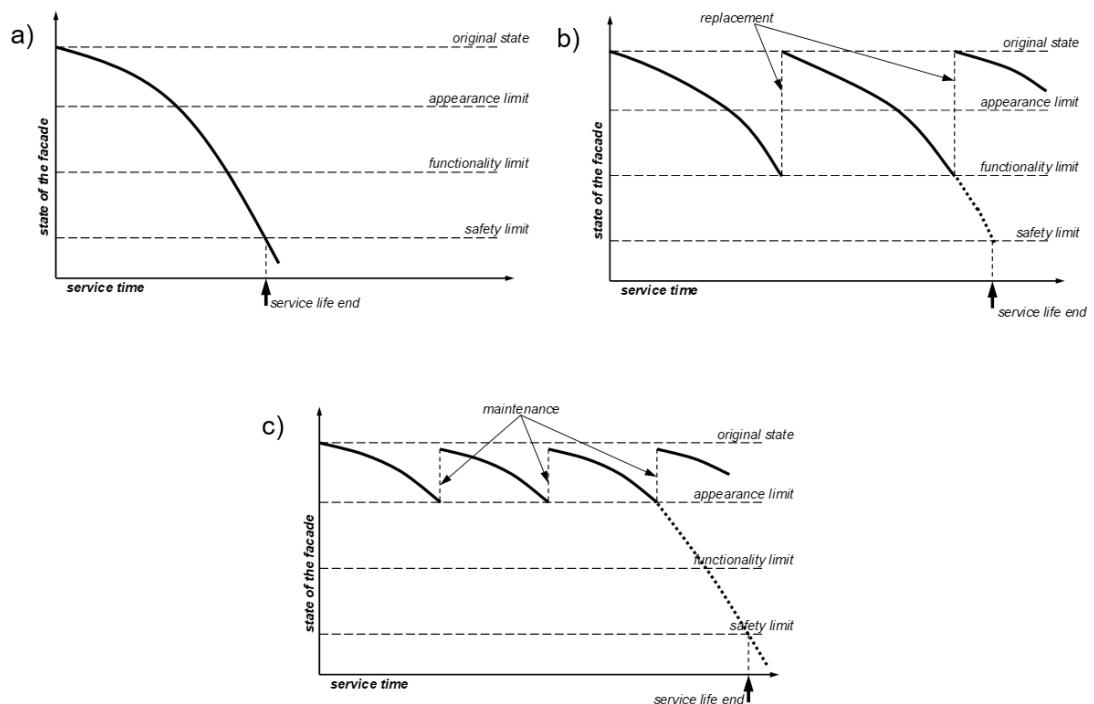 a)
original state
appearance limit
functionality limit
safety limit
state of the facade
service time
service life end
b)
replacement
original state
appearance limit
functionality limit
safety limit
state of the facade
service time
service life end
c)
maintenance
original state
appearance limit
functionality limit
safety limit
state of the facade
service time
service life end